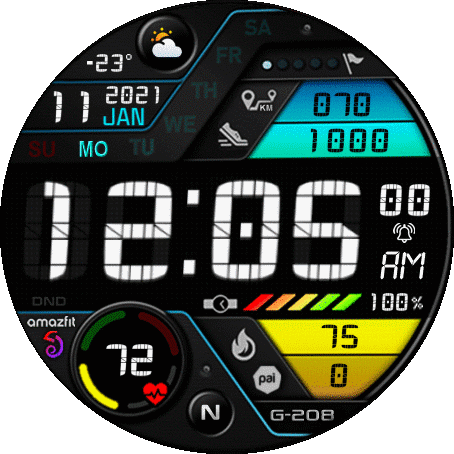 SA
FR
-23°
TH
11 2021
JAN
KM
070
1000
WE
SU MO TU
12:05
00
AM
DND
100%
amazfit
72
75
pai
0
N
G-208